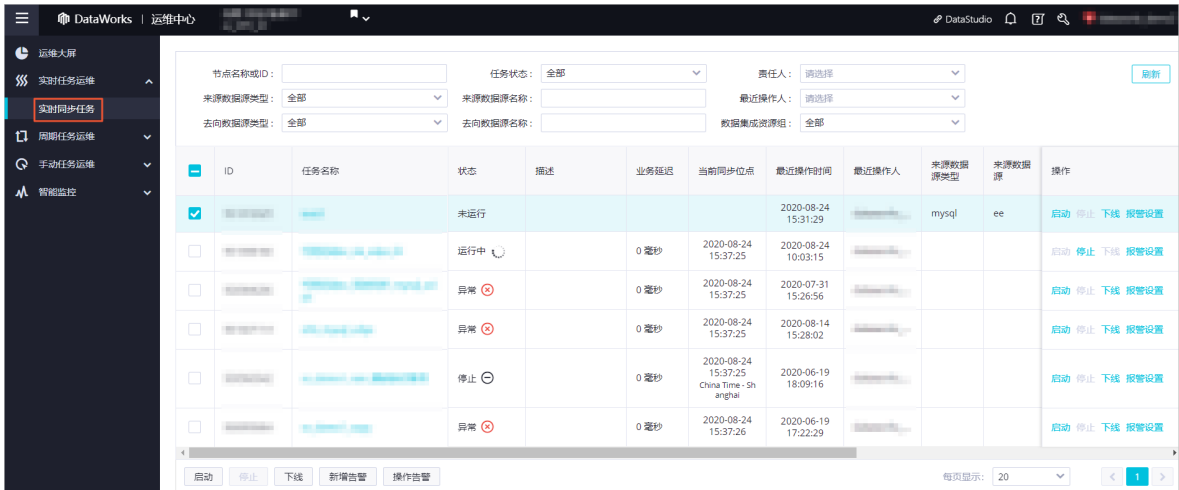 DataWorks | 运维中心
DataStudio
运维大屏
实时任务运维
实时同步任务
周期任务运维
手动任务运维
智能监控
节点名称或ID：
任务状态： 全部
责任人： 请选择
刷新
来源数据源类型： 全部
来源数据源名称：
最近操作人： 请选择
去向数据源类型： 全部
去向数据源名称：
数据集成资源组： 全部
ID
任务名称
状态
描述
业务延迟
当前同步位点
最近操作时间
最近操作人
来源数据
源类型
来源数据
源
操作
未运行
2020-08-24
15:31:29
mysql
ee
启动 停止 下线 报警设置
运行中
0 毫秒
2020-08-24
15:37:25
2020-08-24
10:03:15
启动 停止 下线 报警设置
异常
0 毫秒
2020-08-24
15:37:25
2020-07-31
15:26:56
启动 停止 下线 报警设置
异常
0 毫秒
2020-08-24
15:37:25
2020-08-14
15:28:02
启动 停止 下线 报警设置
停止
0 毫秒
2020-08-24
15:37:25
China Time - Sh
anghai
2020-06-19
18:09:16
启动 停止 下线 报警设置
异常
0 毫秒
2020-08-24
15:37:26
2020-06-19
17:22:29
启动 停止 下线 报警设置
启动 停止 下线 新增告警 操作告警
每页显示： 20
1